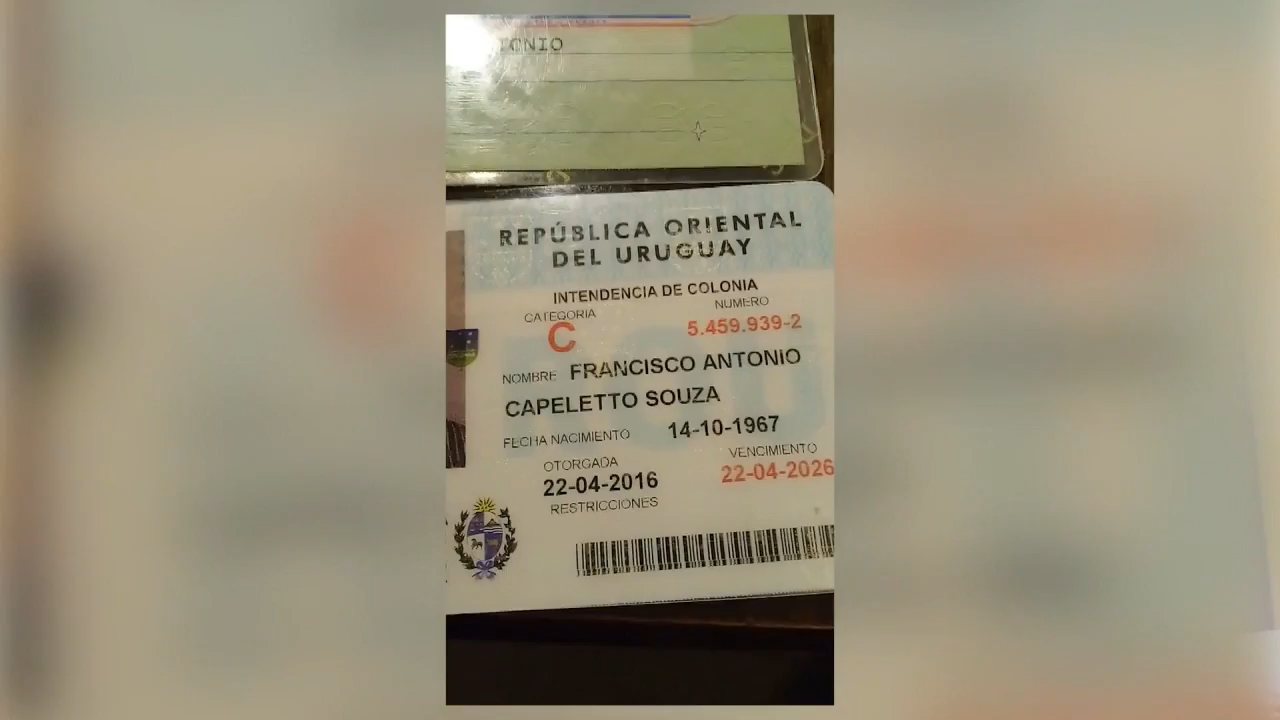 REPÚBLICA ORIENTAL
DEL URUGUAY
INTENDENCIA DE COLONIA
CATEGORIA NUMERO
C 5.459.939-2
NOMBRE FRANCISCO ANTONIO
CAPELETTO SOUZA
FECHA NACIMIENTO 14-10-1967
OTORGADA VENCIMIENTO
22-04-2016 22-04-2026
RESTRICCIONES